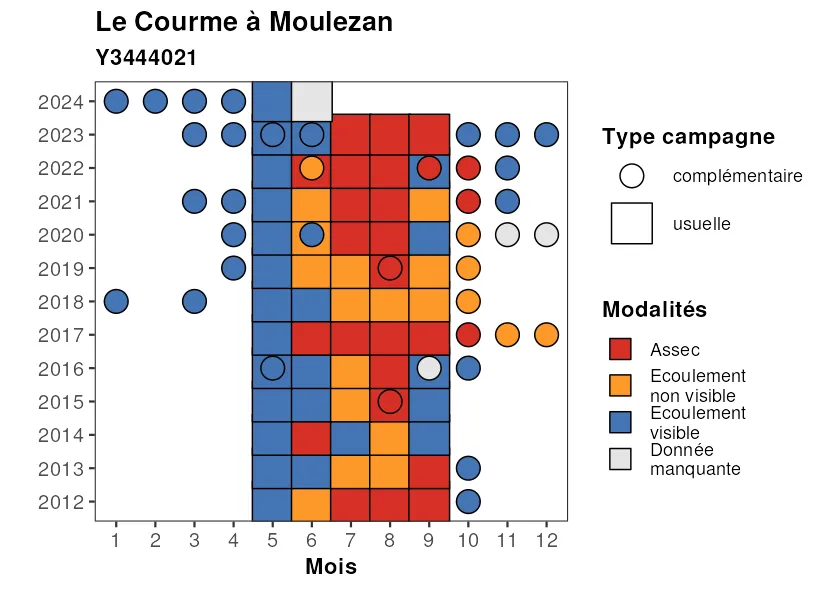 Le Courme à Moulezan
Y3444021
2024
2023
2022
2021
2020
2019
2018
2017
2016
2015
2014
2013
2012
1 2 3 4 5 6 7 8 9 10 11 12
Mois
Type campagne
complémentaire
usuelle
Modalités
Assec
Ecoulement
non visible
Ecoulement
visible
Donnée
manquante